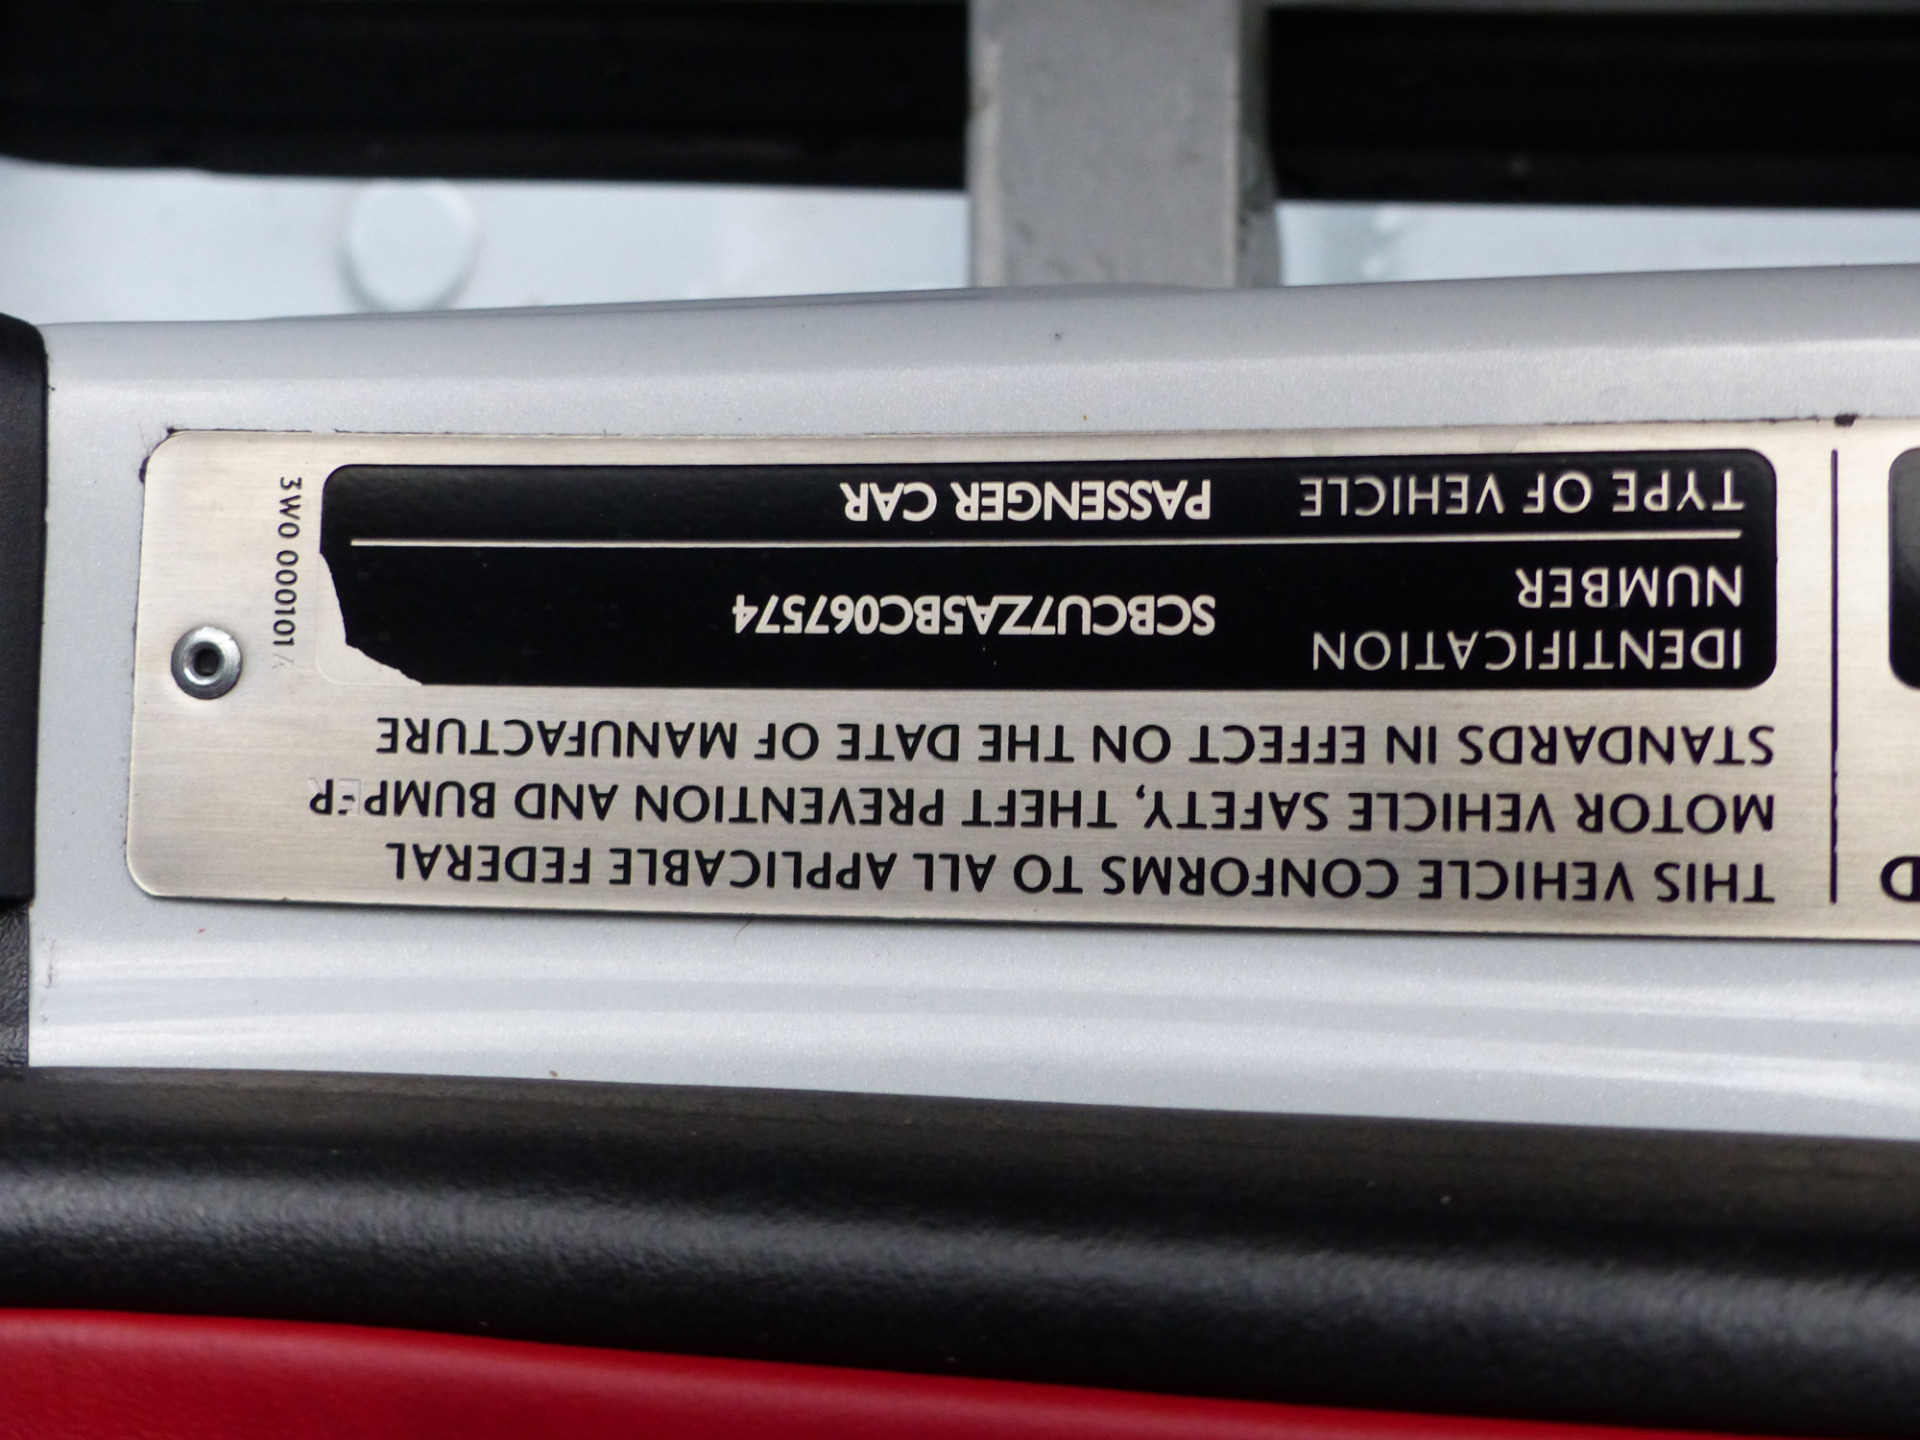 THIS VEHICLE CONFORMS TO ALL APPLICABLE FEDERAL
MOTOR VEHICLE SAFETY, THEFT PREVENTION AND BUMPER
STANDARDS IN EFFECT ON THE DATE OF MANUFACTURE
IDENTIFICATION
NUMBER SCBCU7ZA5BC067574
TYPE OF VEHICLE PASSENGER CAR
3W0 000101 A
D